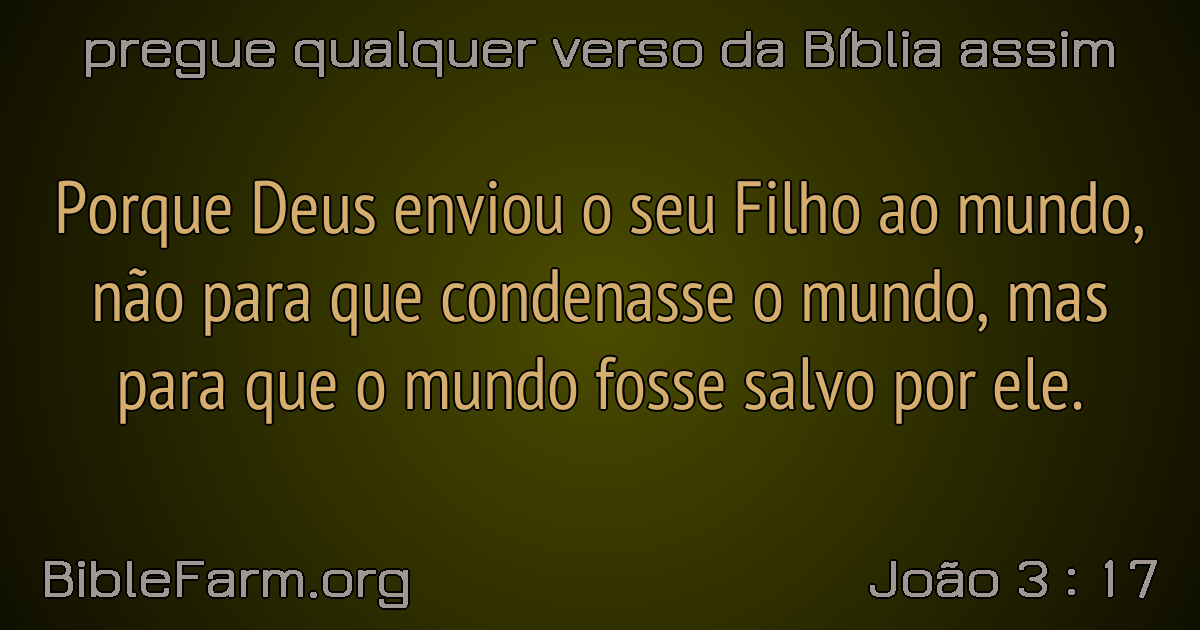 pregue qualquer verso da Bíblia assim
Porque Deus enviou o seu Filho ao mundo,
não para que condenasse o mundo, mas
para que o mundo fosse salvo por ele.
BibleFarm.org
João 3 : 17